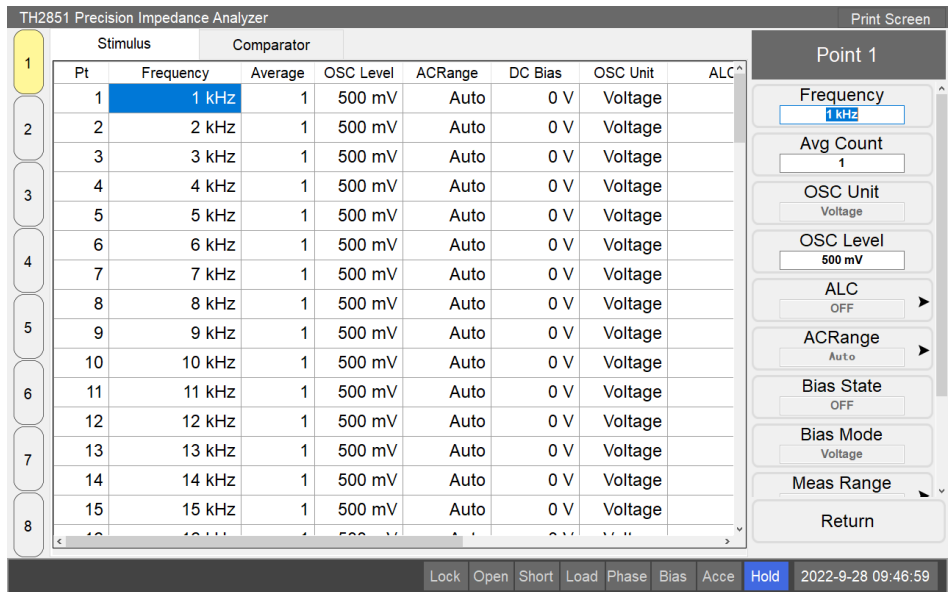 TH2851 Precision Impedance Analyzer Print Screen
1
2
3
4
5
6
7
8
Stimulus Comparator
Pt Frequency Average OSC Level ACRange DC Bias OSC Unit ALC
1 1 kHz 1 500 mV Auto 0 V Voltage
2 2 kHz 1 500 mV Auto 0 V Voltage
3 3 kHz 1 500 mV Auto 0 V Voltage
4 4 kHz 1 500 mV Auto 0 V Voltage
5 5 kHz 1 500 mV Auto 0 V Voltage
6 6 kHz 1 500 mV Auto 0 V Voltage
7 7 kHz 1 500 mV Auto 0 V Voltage
8 8 kHz 1 500 mV Auto 0 V Voltage
9 9 kHz 1 500 mV Auto 0 V Voltage
10 10 kHz 1 500 mV Auto 0 V Voltage
11 11 kHz 1 500 mV Auto 0 V Voltage
12 12 kHz 1 500 mV Auto 0 V Voltage
13 13 kHz 1 500 mV Auto 0 V Voltage
14 14 kHz 1 500 mV Auto 0 V Voltage
15 15 kHz 1 500 mV Auto 0 V Voltage
Point 1
Frequency
1 kHz
Avg Count
1
OSC Unit
Voltage
OSC Level
500 mV
ALC
OFF
ACRange
Auto
Bias State
OFF
Bias Mode
Voltage
Meas Range
Return
Lock Open Short Load Phase Bias Acce Hold 2022-9-28 09:46:59